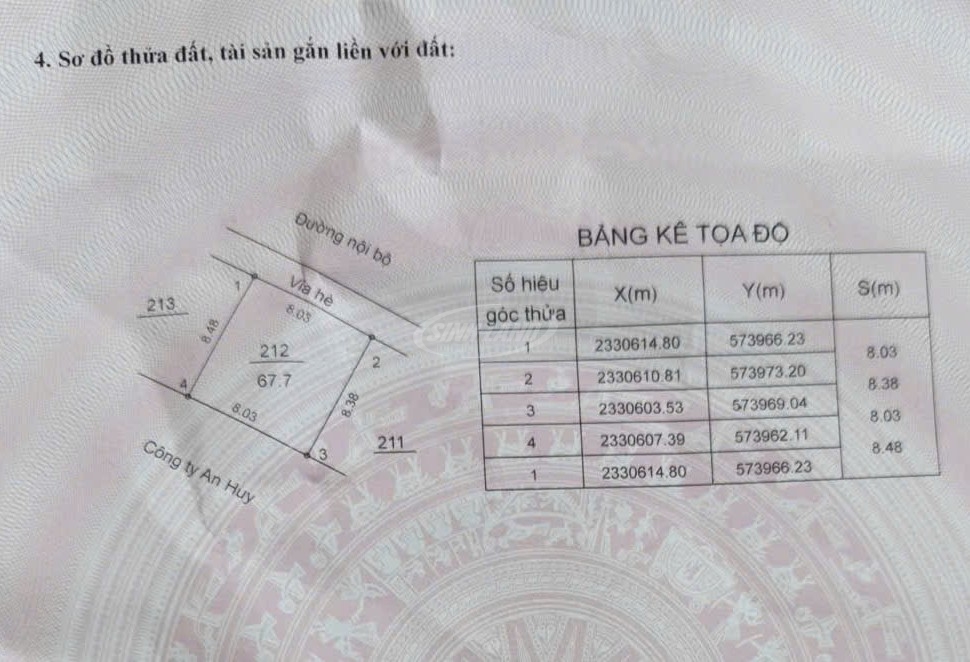 4. Sơ đồ thửa đất, tài sản gắn liền với đất:
Đường nội bộ
Vỉa hè
213
1
8.03
8.48
212
67.7
2
4
8.03
8.38
3
211
Công ty An Huy
BẢNG KÊ TỌA ĐỘ
Số hiệu góc thửa X(m) Y(m) S(m)
1 2330614.80 573966.23
8.03
2 2330610.81 573973.20
8.38
3 2330603.53 573969.04
8.03
4 2330607.39 573962.11
8.48
1 2330614.80 573966.23